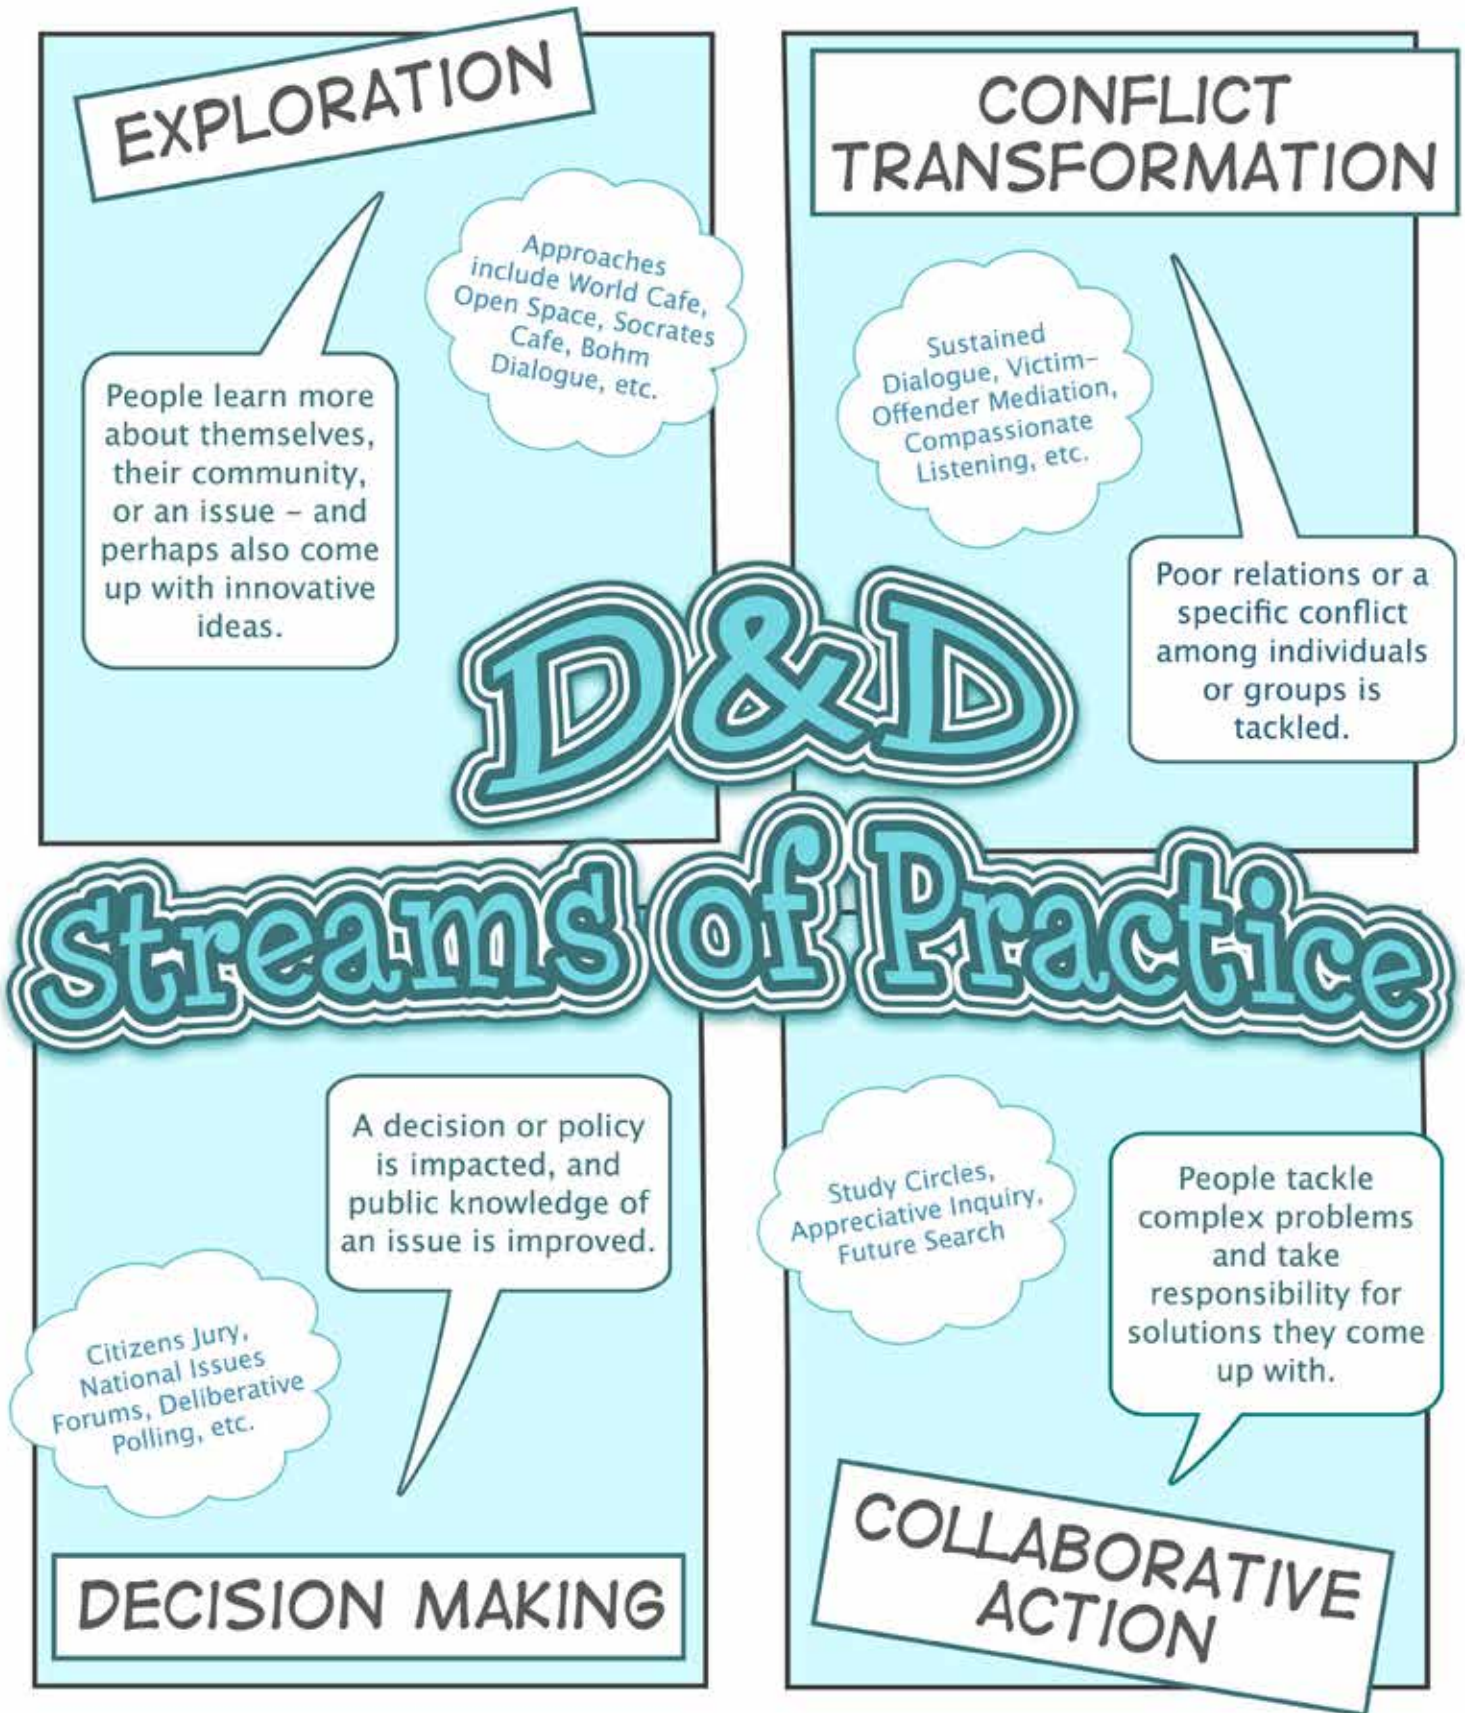 EXPLORATION
People learn more
about themselves,
their community,
or an issue – and
perhaps also come
up with innovative
ideas.
Approaches
include World Cafe,
Open Space, Socrates
Cafe, Bohm
Dialogue, etc.
CONFLICT
TRANSFORMATION
Sustained
Dialogue, Victim-
Offender Mediation,
Compassionate
Listening, etc.
Poor relations or a
specific conflict
among individuals
or groups is
tackled.
D&D
Streams of Practice
A decision or policy
is impacted, and
public knowledge of
an issue is improved.
Citizens Jury,
National Issues
Forums, Deliberative
Polling, etc.
DECISION MAKING
Study Circles,
Appreciative Inquiry,
Future Search
People tackle
complex problems
and take
responsibility for
solutions they come
up with.
COLLABORATIVE
ACTION